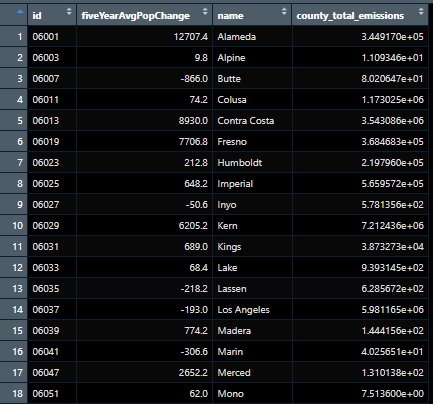 id fiveYearAvgPopChange name county_total_emissions
1 06001 12707.4 Alameda 3.449170e+05
2 06003 9.8 Alpine 1.109346e+01
3 06007 -866.0 Butte 8.020647e+01
4 06011 74.2 Colusa 1.173025e+06
5 06013 8930.0 Contra Costa 3.543086e+06
6 06019 7706.8 Fresno 3.684683e+05
7 06023 212.8 Humboldt 2.197960e+05
8 06025 648.2 Imperial 5.659572e+05
9 06027 -50.6 Inyo 5.781356e+02
10 06029 6205.2 Kern 7.212436e+06
11 06031 689.0 Kings 3.873273e+04
12 06033 68.4 Lake 9.393145e+02
13 06035 -218.2 Lassen 6.285672e+02
14 06037 -193.0 Los Angeles 5.981165e+06
15 06039 774.2 Madera 1.444156e+02
16 06041 -306.6 Marin 4.025651e+01
17 06047 2652.2 Merced 1.310138e+02
18 06051 62.0 Mono 7.513600e+00